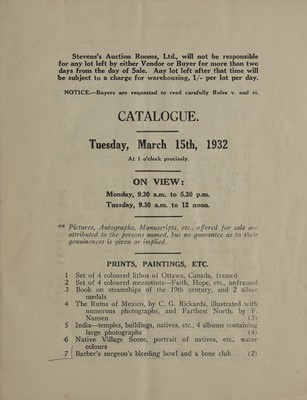 Stevens's Auction Rooms, Ltd., will not be responsible
for any lot left by either Vendor or Buyer for more than two
days from the day of Sale. Any lot left after that time will
be subject to a charge for warehousing, 1/- per lot per day.
NOTICE.—Buyers are requested to read carefully Rules v. and vi.
CATALOGUE.
Tuesday, March 15th, 1932
At 1 o'clock precisely.
ON VIEW:
Monday, 9.30 a.m. to 5.30 p.m.
Tuesday, 9.30 a.m. to 12 noon.
** Pictures, Autographs, Manuscripts, etc., offered for sale are
attributed to the persons named, but no guarantee as to their
genuineness is given or implied.
PRINTS, PAINTINGS, ETC.
1 Set of 4 coloured lithos of Ottawa, Canada, framed
2 Set of 4 coloured mezzotints—Faith, Hope, etc., unframed
3 Book on steamships of the 19th century, and 2 silver
medals
4 The Ruins of Mexico, by C. G. Rickards, illustrated with
numerous photographs, and Farthest North, by F.
Nansen (3)
5 India—temples, buildings, natives, etc., 4 albums containing
large photographs (4)
6 Native Village Scene, portrait of natives, etc., water
colours
7 Barber's surgeon's bleeding bowl and a bone club (2)